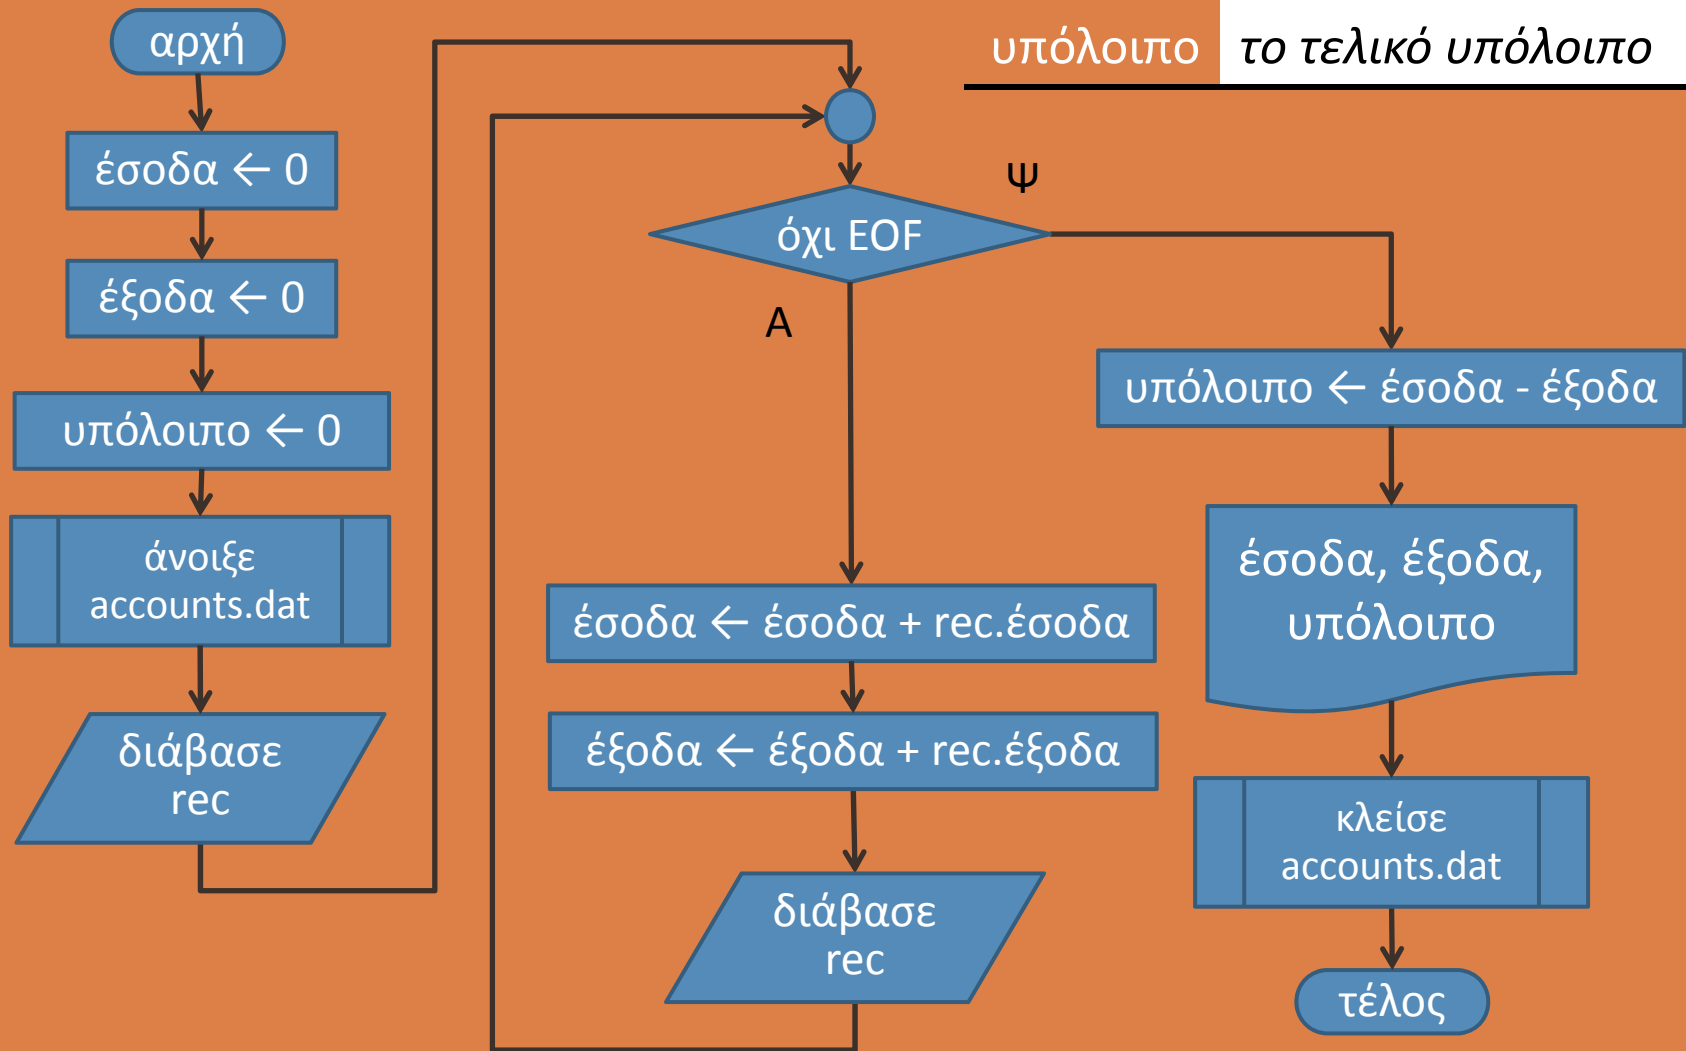 υπόλοιπο το τελικό υπόλοιπο
αρχή
έσοδα ← 0
έξοδα ← 0
υπόλοιπο ← 0
άνοιξε
accounts.dat
διάβασε
rec
όχι EOF
Ψ
Α
έσοδα ← έσοδα + rec.έσοδα
έξοδα ← έξοδα + rec.έξοδα
διάβασε
rec
υπόλοιπο ← έσοδα - έξοδα
έσοδα, έξοδα,
υπόλοιπο
κλείσε
accounts.dat
τέλος